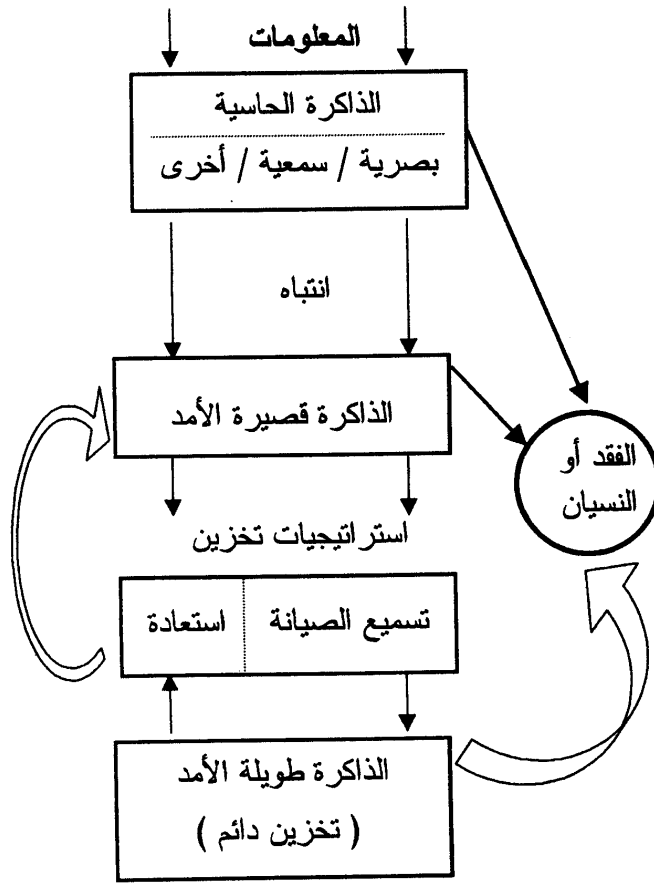 المعلومات
الذاكرة الحاسية
بصرية / سمعية / أخرى
انتباه
الذاكرة قصيرة الأمد
الفقد أو
النسيان
استراتيجيات تخزين
تسميع الصيانة
استعادة
الذاكرة طويلة الأمد
( تخزين دائم )